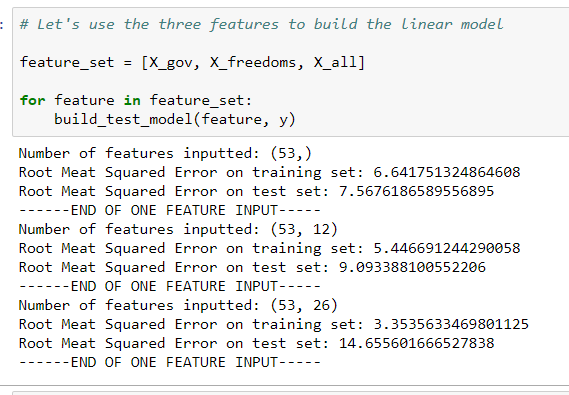 # Let's use the three features to build the linear model
feature_set = [X_gov, X_freedoms, X_all]
for feature in feature_set:
    build_test_model(feature, y)
Number of features inputted: (53,)
Root Meat Squared Error on training set: 6.641751324864608
Root Meat Squared Error on test set: 7.5676186589556895
------END OF ONE FEATURE INPUT-----
Number of features inputted: (53, 12)
Root Meat Squared Error on training set: 5.446691244290058
Root Meat Squared Error on test set: 9.093388100552206
------END OF ONE FEATURE INPUT-----
Number of features inputted: (53, 26)
Root Meat Squared Error on training set: 3.3535633469801125
Root Meat Squared Error on test set: 14.655601666527838
------END OF ONE FEATURE INPUT-----